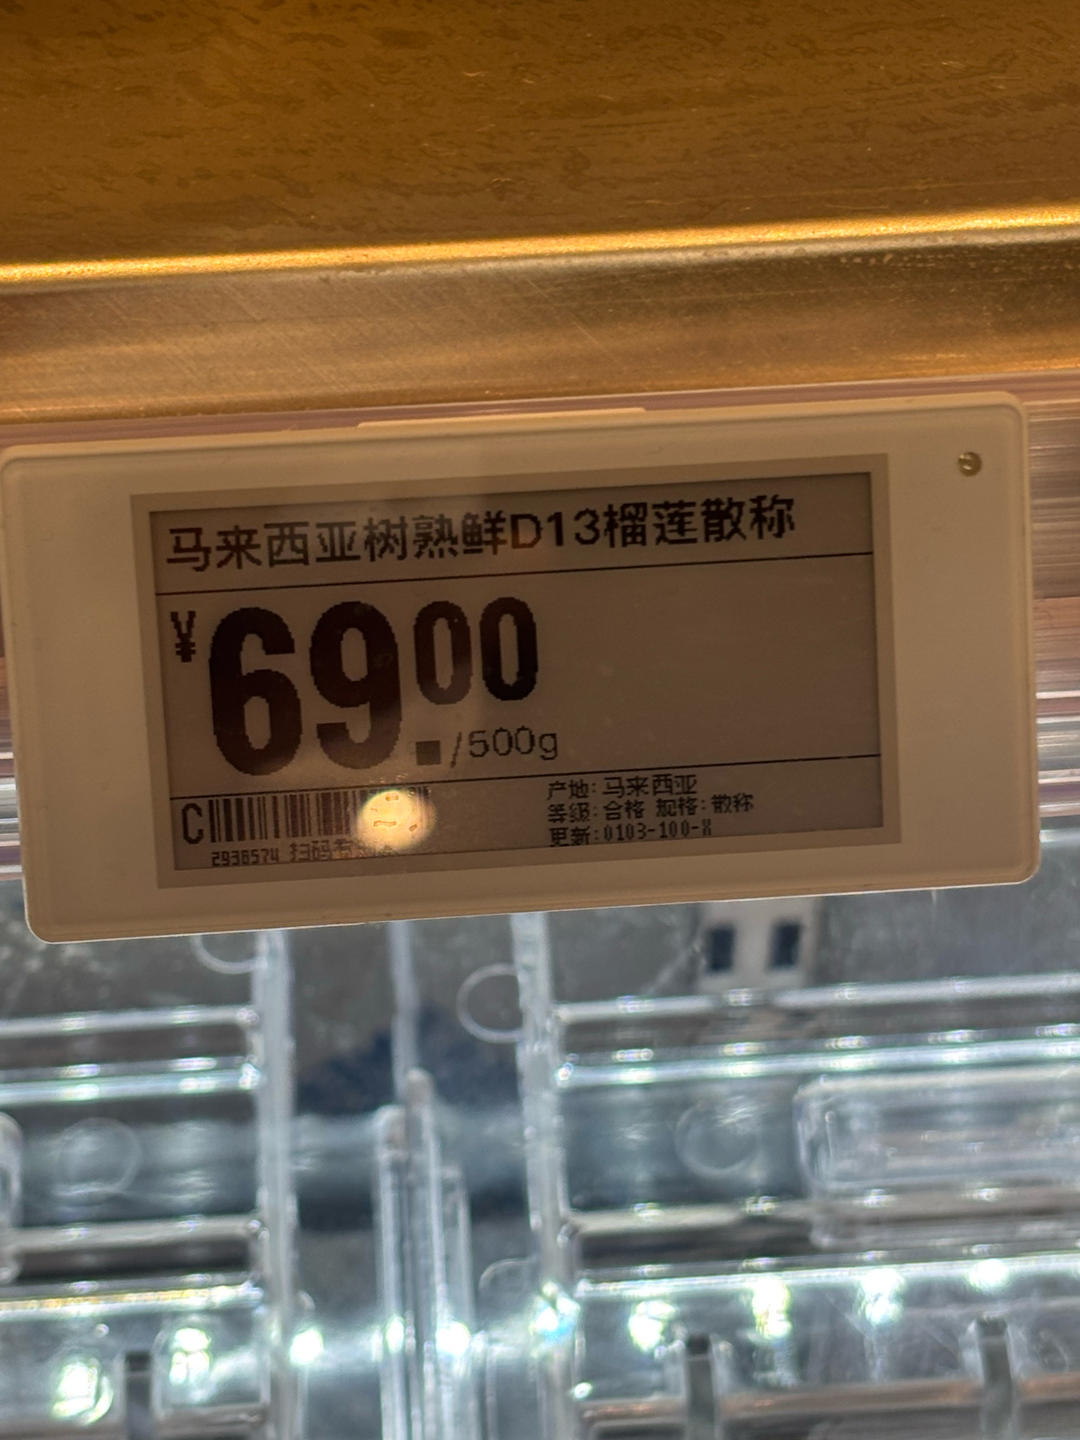 马来西亚树熟鲜D13榴莲散称
¥69.00/500g
C
产地:马来西亚
等级:合格 规格:散称
更新:0103-100-X
2938574 扫码